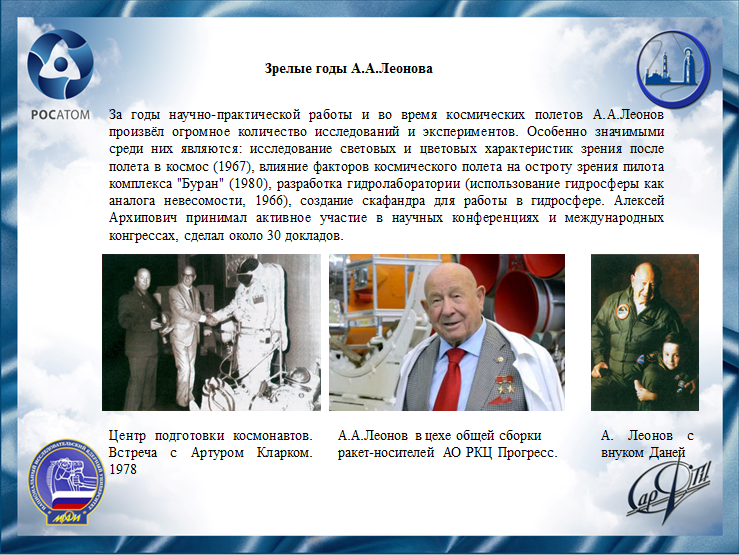 Зрелые годы А.А.Леонова
РОСАТОМ
За годы научно-практической работы и во время космических полетов А.А.Леонов
произвёл огромное количество исследований и экспериментов. Особенно значимыми
среди них являются: исследование световых и цветовых характеристик зрения после
полета в космос (1967), влияние факторов космического полета на остроту зрения пилота
комплекса "Буран" (1980), разработка гидролаборатории (использование гидросферы как
аналога невесомости, 1966), создание скафандра для работы в гидросфере. Алексей
Архипович принимал активное участие в научных конференциях и международных
конгрессах, сделал около 30 докладов.
Центр подготовки космонавтов.
Встреча с Артуром Кларком.
1978
А.А.Леонов в цехе общей сборки
ракет-носителей АО РКЦ Прогресс.
А. Леонов с
внуком Даней
НАЦИОНАЛЬНЫЙ ИССЛЕДОВАТЕЛЬСКИЙ ЯДЕРНЫЙ УНИВЕРСИТЕТ
МИФИ
СарФТИ